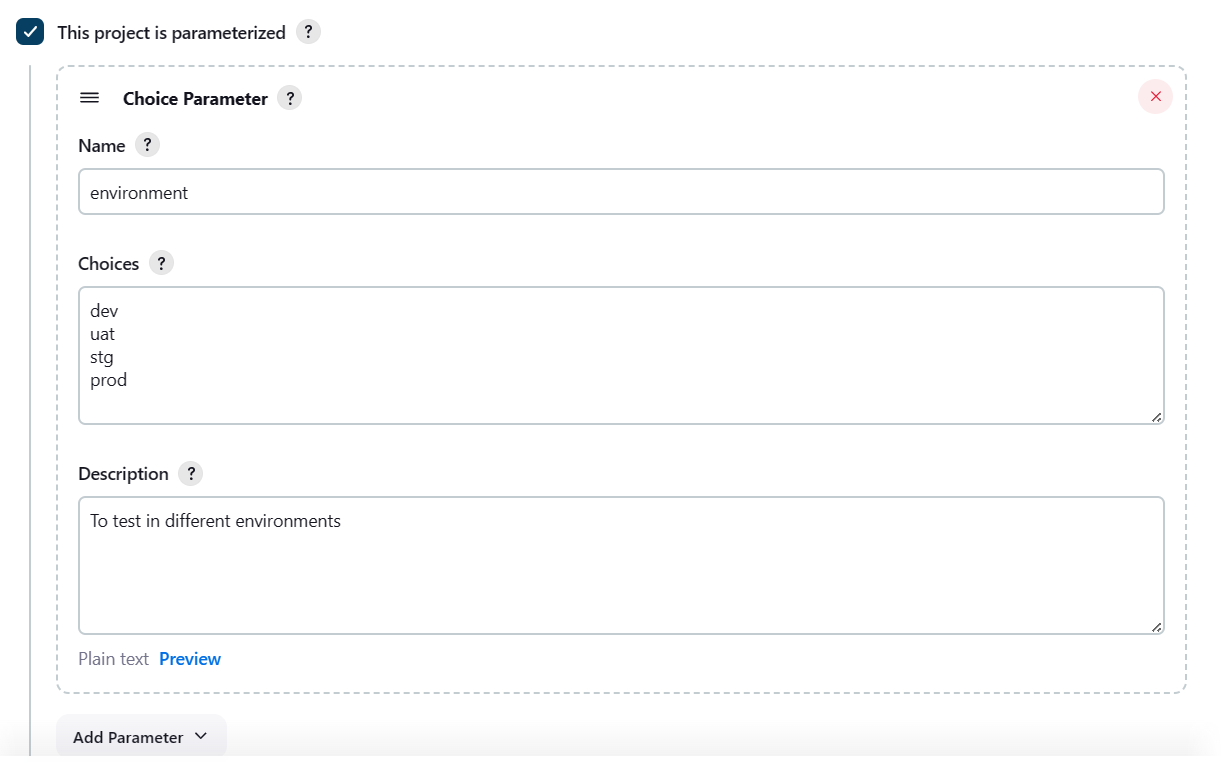 This project is parameterized ?
Choice Parameter ?
Name ?
environment
Choices ?
dev
uat
stg
prod
Description ?
To test in different environments
Plain text Preview
Add Parameter